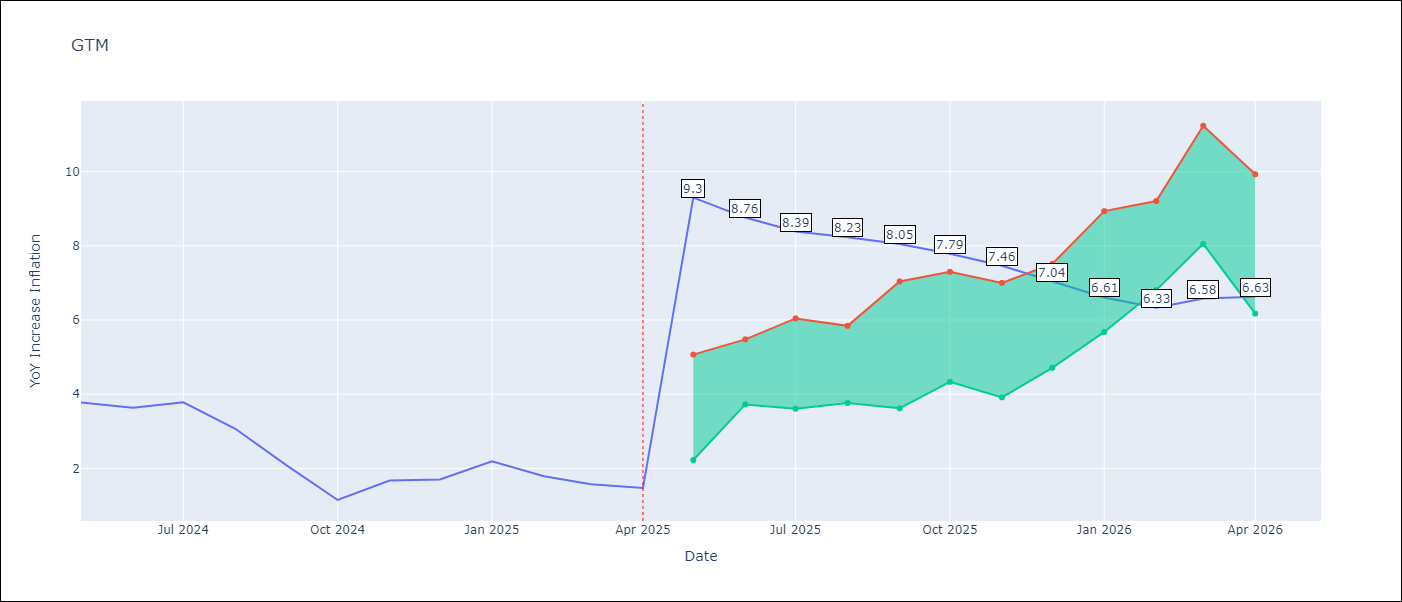 GTM
YoY Increase Inflation
10
8
6
4
2
9.3
8.76
8.39
8.23
8.05
7.79
7.46
7.04
6.61
6.33
6.58
6.63
Jul 2024
Oct 2024
Jan 2025
Apr 2025
Jul 2025
Oct 2025
Jan 2026
Apr 2026
Date